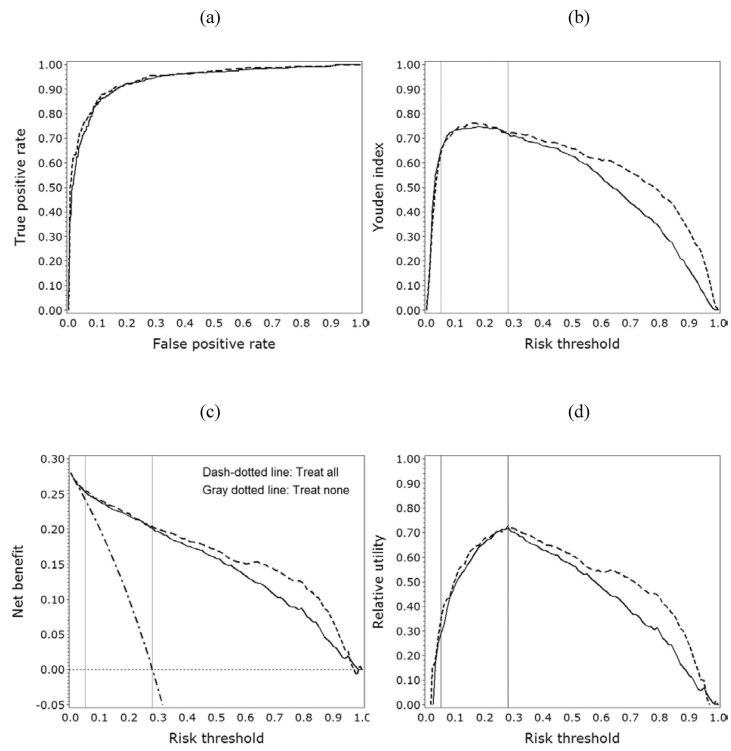 (a)
(b)
True positive rate
1.00
0.90
0.80
0.70
0.60
0.50
0.40
0.30
0.20
0.10
0.00
0.0 0.1 0.2 0.3 0.4 0.5 0.6 0.7 0.8 0.9 1.0
False positive rate
Youden index
1.00
0.90
0.80
0.70
0.60
0.50
0.40
0.30
0.20
0.10
0.00
0.0 0.1 0.2 0.3 0.4 0.5 0.6 0.7 0.8 0.9 1.0
Risk threshold
(c)
(d)
Net benefit
0.30
0.25
0.20
0.15
0.10
0.05
0.00
-0.05
Dash-dotted line: Treat all
Gray dotted line: Treat none
0.0 0.1 0.2 0.3 0.4 0.5 0.6 0.7 0.8 0.9 1.0
Risk threshold
Relative utility
1.00
0.90
0.80
0.70
0.60
0.50
0.40
0.30
0.20
0.10
0.00
0.0 0.1 0.2 0.3 0.4 0.5 0.6 0.7 0.8 0.9 1.0
Risk threshold